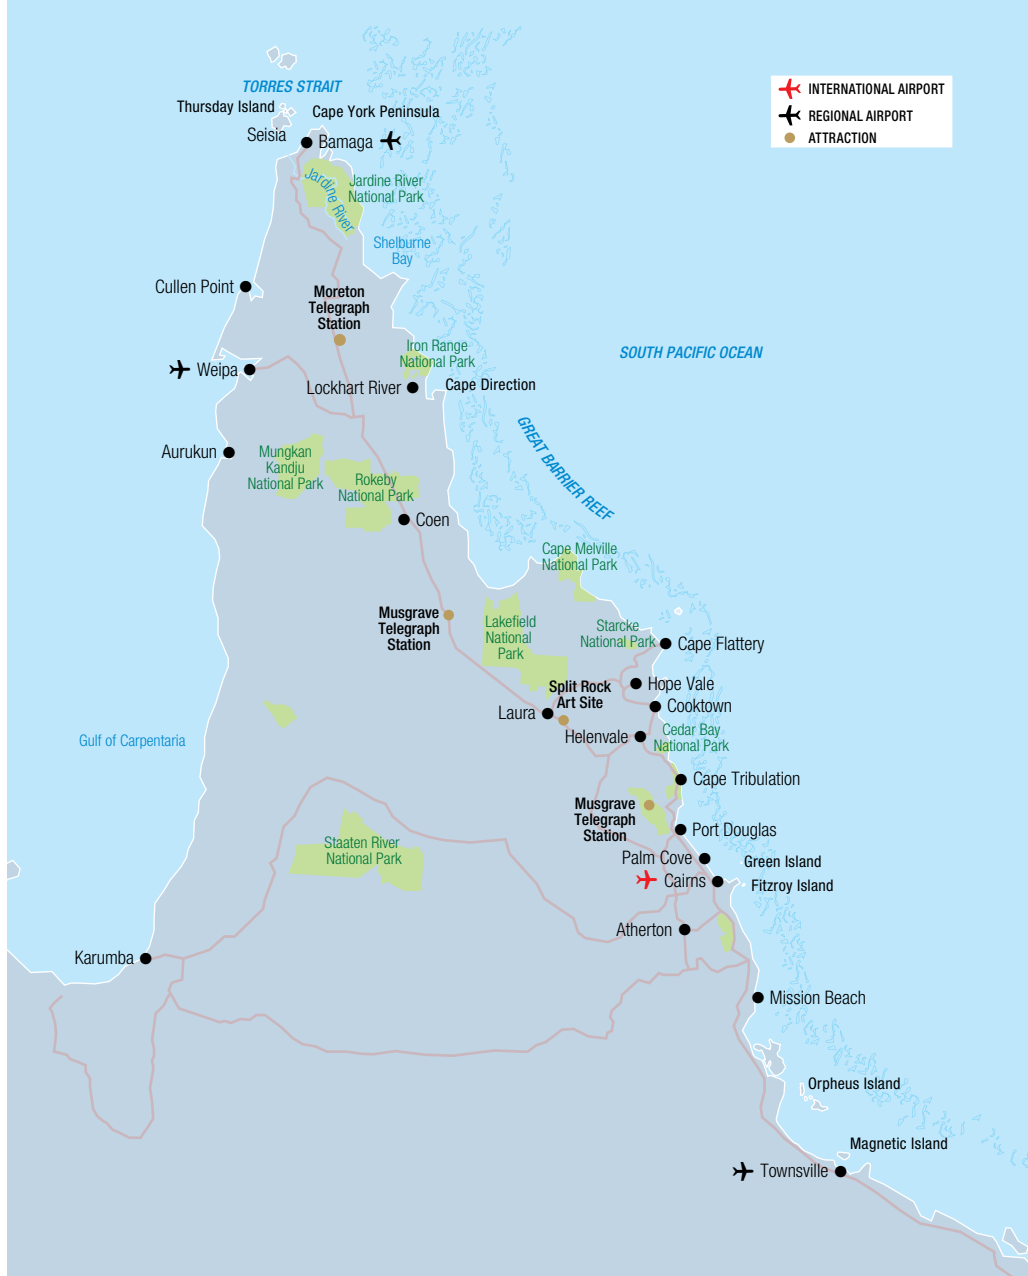 TORRES STRAIT
INTERNATIONAL AIRPORT
Thursday Island
Cape York Peninsula
REGIONAL AIRPORT
Seisia
Bamaga
ATTRACTION
Jardine River
Jardine River
National Park
Shelburne
Bay
Cullen Point
Moreton
Telegraph
Station
Iron Range
National Park
SOUTH PACIFIC OCEAN
Weipa
Lockhart River
Cape Direction
GREAT BARRIER REEF
Aurukun
Mungkan
Kandju
National Park
Rokeby
National Park
Coen
Cape Melville
National Park
Musgrave
Telegraph
Station
Lakefield
National
Park
Starcke
National Park
Cape Flattery
Split Rock
Art Site
Hope Vale
Laura
Cooktown
Helenvale
Cedar Bay
National Park
Gulf of Carpentaria
Cape Tribulation
Musgrave
Telegraph
Station
Port Douglas
Staaten River
National Park
Palm Cove
Green Island
Cairns
Fitzroy Island
Atherton
Karumba
Mission Beach
Orpheus Island
Magnetic Island
Townsville